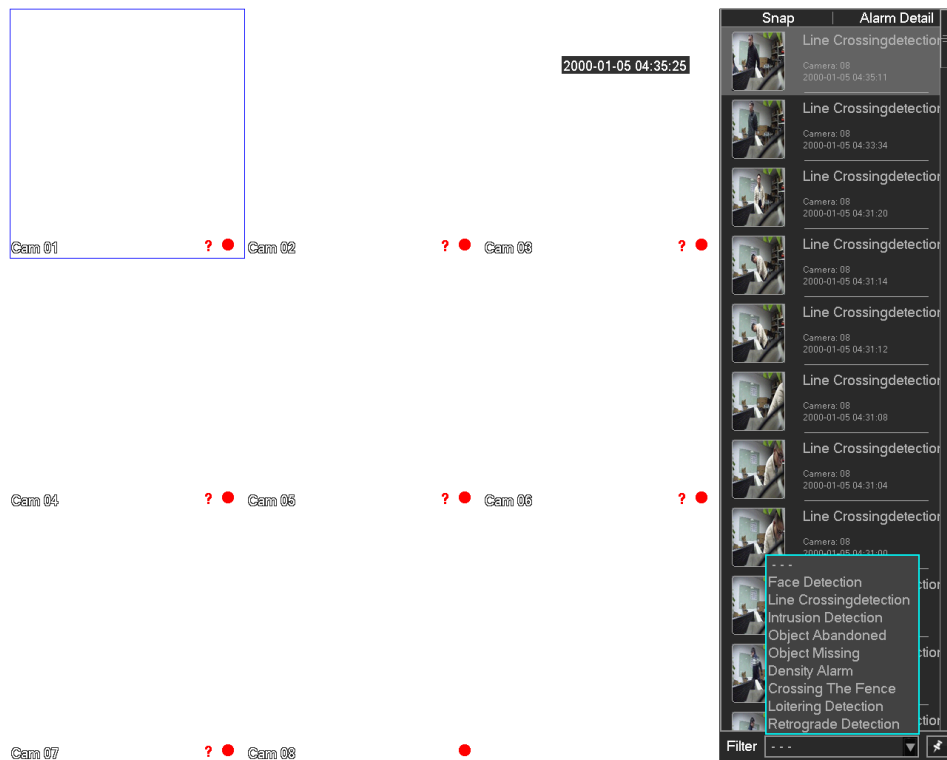 2000-01-05 04:35:25
Cam 01
?
Cam 02
?
Cam 03
?
Cam 04
?
Cam 05
?
Cam 06
?
Cam 07
?
Cam 08
Snap
Alarm Detail
Line Crossingdetection
Camera: 08
2000-01-05 04:35:11
Line Crossingdetection
Camera: 08
2000-01-05 04:33:34
Line Crossingdetection
Camera: 08
2000-01-05 04:31:20
Line Crossingdetection
Camera: 08
2000-01-05 04:31:14
Line Crossingdetection
Camera: 08
2000-01-05 04:31:12
Line Crossingdetection
Camera: 08
2000-01-05 04:31:08
Line Crossingdetection
Camera: 08
2000-01-05 04:31:04
Line Crossingdetection
Camera: 08
2000-01-05 04:31:00
- - -
Face Detection
Line Crossingdetection
Intrusion Detection
Object Abandoned
Object Missing
Density Alarm
Crossing The Fence
Loitering Detection
Retrograde Detection
Filter
- - -